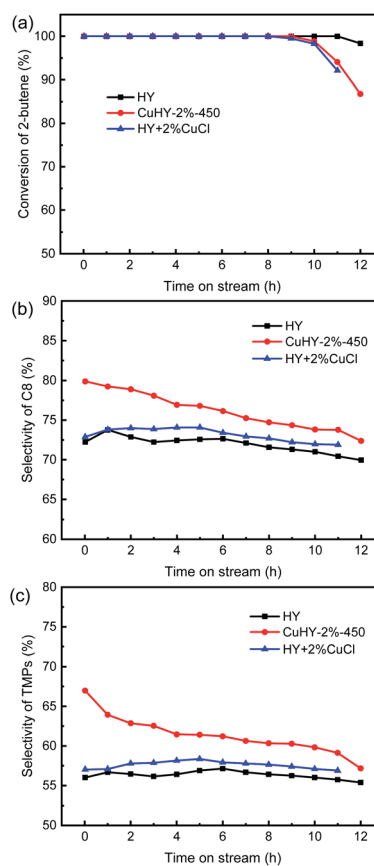 (a)
100
90
80
70
60
50
Conversion of 2-butene (%)
HY
CuHY-2%-450
HY+2%CuCl
0 2 4 6 8 10 12
Time on stream (h)
(b)
90
85
80
75
70
65
60
Selectivity of C8 (%)
HY
CuHY-2%-450
HY+2%CuCl
0 2 4 6 8 10 12
Time on stream (h)
(c)
80
75
70
65
60
55
50
Selectivity of TMPs (%)
HY
CuHY-2%-450
HY+2%CuCl
0 2 4 6 8 10 12
Time on stream (h)